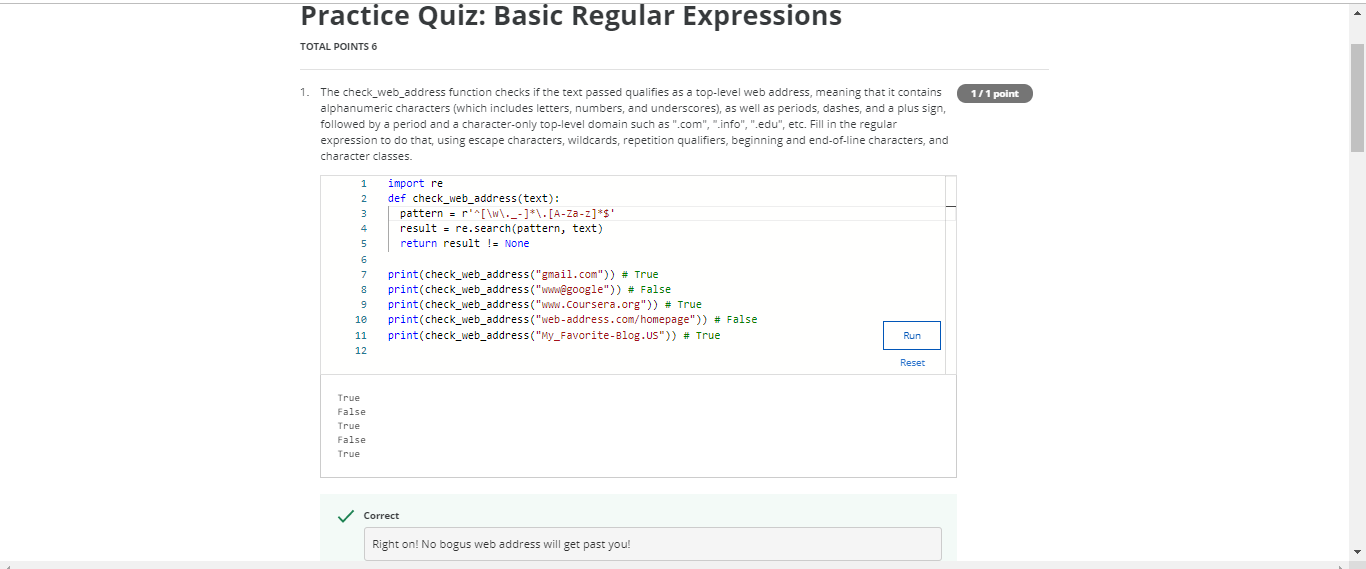 Practice Quiz: Basic Regular Expressions
TOTAL POINTS 6
1. The check_web_address function checks if the text passed qualifies as a top-level web address, meaning that it contains
1 / 1 point
alphanumeric characters (which includes letters, numbers, and underscores), as well as periods, dashes, and a plus sign,
followed by a period and a character-only top-level domain such as ".com", ".info", ".edu", etc. Fill in the regular
expression to do that, using escape characters, wildcards, repetition qualifiers, beginning and end-of-line characters, and
character classes.
1 import re
2 def check_web_address(text):
3 pattern = r'^[\w\._-]*\.[A-Za-z]*$'
4 result = re.search(pattern, text)
5 return result != None
6
7 print(check_web_address("gmail.com")) # True
8 print(check_web_address("www@google")) # False
9 print(check_web_address("www.Coursera.org")) # True
10 print(check_web_address("web-address.com/homepage")) # False
11 print(check_web_address("My_Favorite-Blog.US")) # True
12
Run
Reset
True
False
True
False
True
Correct
Right on! No bogus web address will get past you!